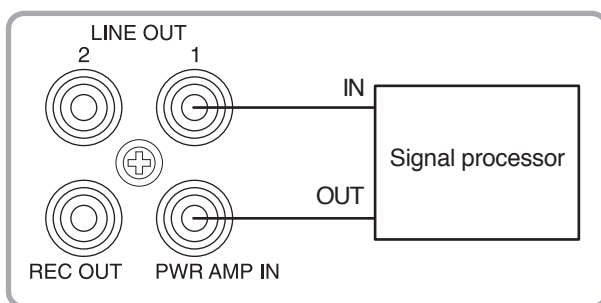 LINE OUT
2 1
IN
Signal processor
OUT
REC OUT PWR AMP IN